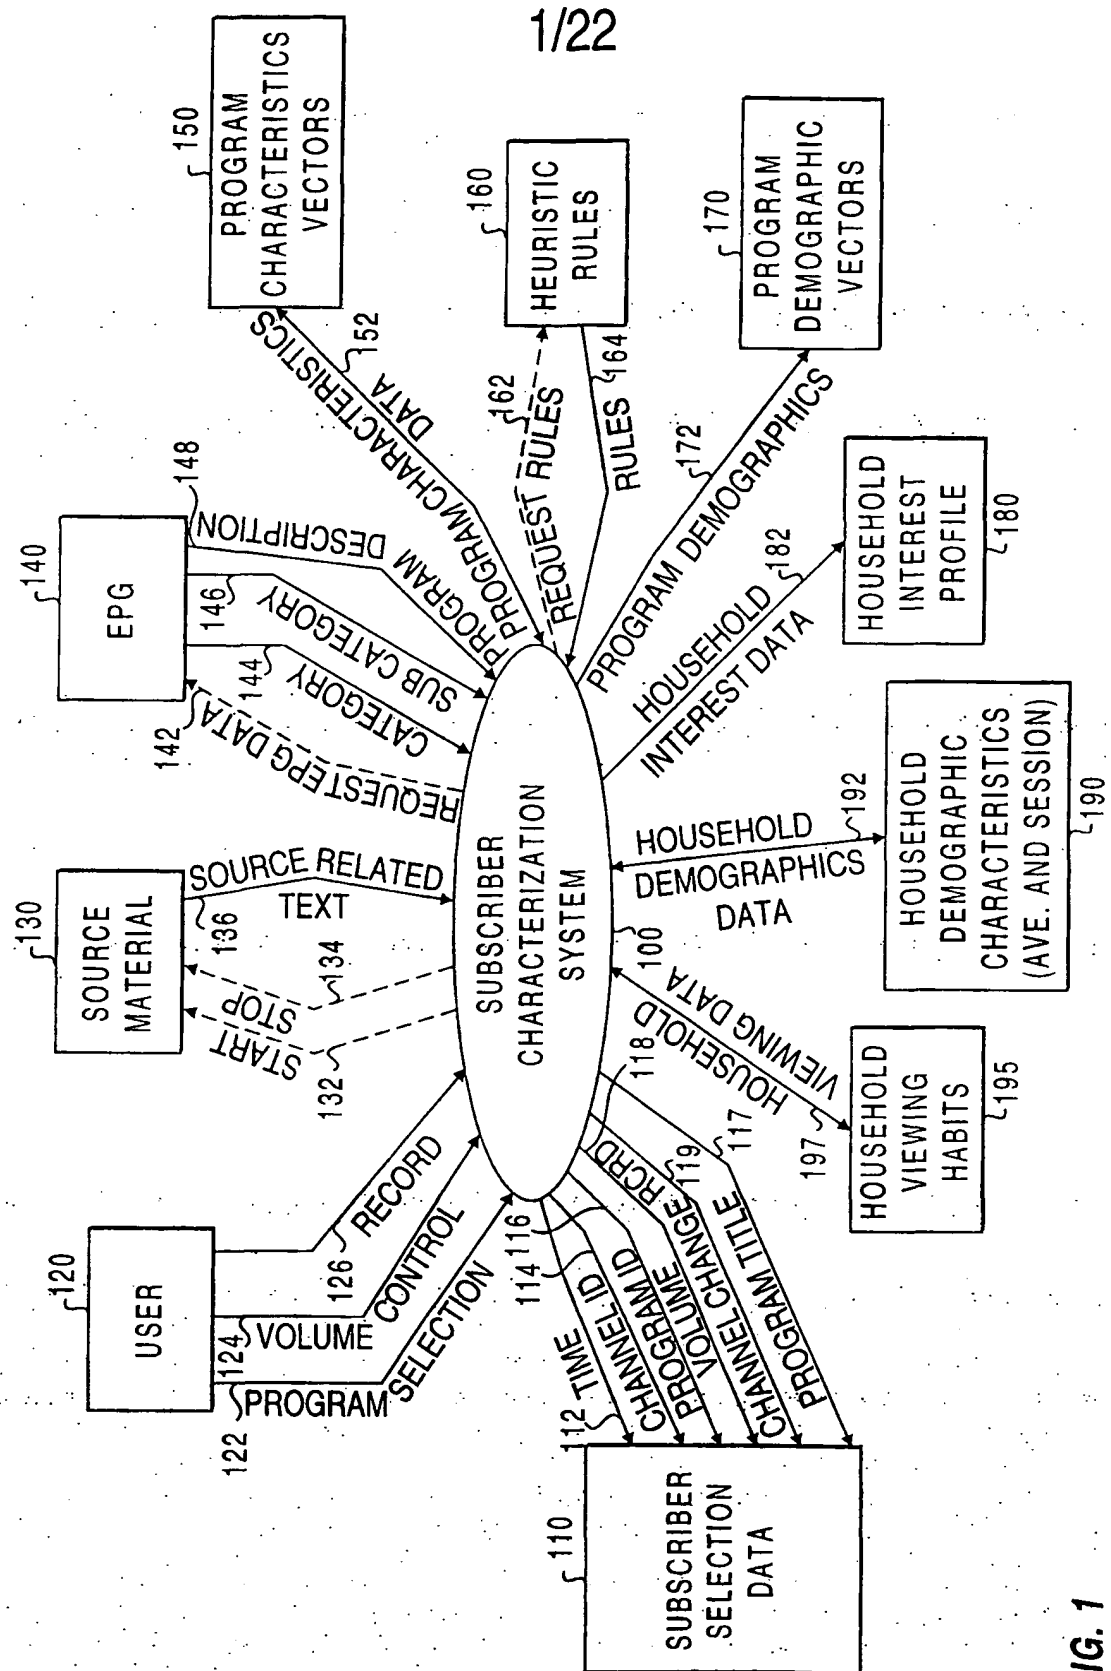 1/22
120
USER
122
PROGRAM
SELECTION
124
VOLUME CONTROL
126
RECORD
130
SOURCE
MATERIAL
START
132
STOP
134
136
SOURCE RELATED
TEXT
140
EPG
142
REQUEST EPG DATA
144
CATEGORY
146
SUB CATEGORY
148
PROGRAM DESCRIPTION
150
PROGRAM
CHARACTERISTICS
VECTORS
PROGRAM CHARACTERISTICS
DATA
152
160
HEURISTIC
RULES
162
REQUEST RULES
RULES
164
170
PROGRAM
DEMOGRAPHIC
VECTORS
172
PROGRAM DEMOGRAPHICS
HOUSEHOLD
INTEREST
PROFILE
180
HOUSEHOLD
INTEREST DATA
182
HOUSEHOLD
DEMOGRAPHIC
CHARACTERISTICS
(AVE. AND SESSION)
190
HOUSEHOLD
DEMOGRAPHICS
DATA
192
HOUSEHOLD
VIEWING
HABITS
195
HOUSEHOLD
VIEWING DATA
197
SUBSCRIBER
CHARACTERIZATION
SYSTEM
100
110
SUBSCRIBER
SELECTION
DATA
112
TIME
CHANNEL ID
114
PROGRAM ID
116
VOLUME
118
CHANNEL CHANGE
RCRD
119
PROGRAM TITLE
117
IG. 1